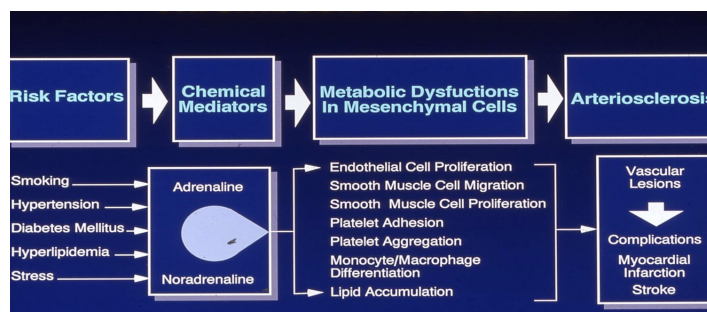 Risk Factors
Chemical
Mediators
Metabolic Dysfuctions
In Mesenchymal Cells
Arteriosclerosis
Smoking
Hypertension
Diabetes Mellitus
Hyperlipidemia
Stress
Adrenaline
Noradrenaline
Endothelial Cell Proliferation
Smooth Muscle Cell Migration
Smooth Muscle Cell Proliferation
Platelet Adhesion
Platelet Aggregation
Monocyte/Macrophage
Differentiation
Lipid Accumulation
Vascular
Lesions
Complications
Myocardial
Infarction
Stroke